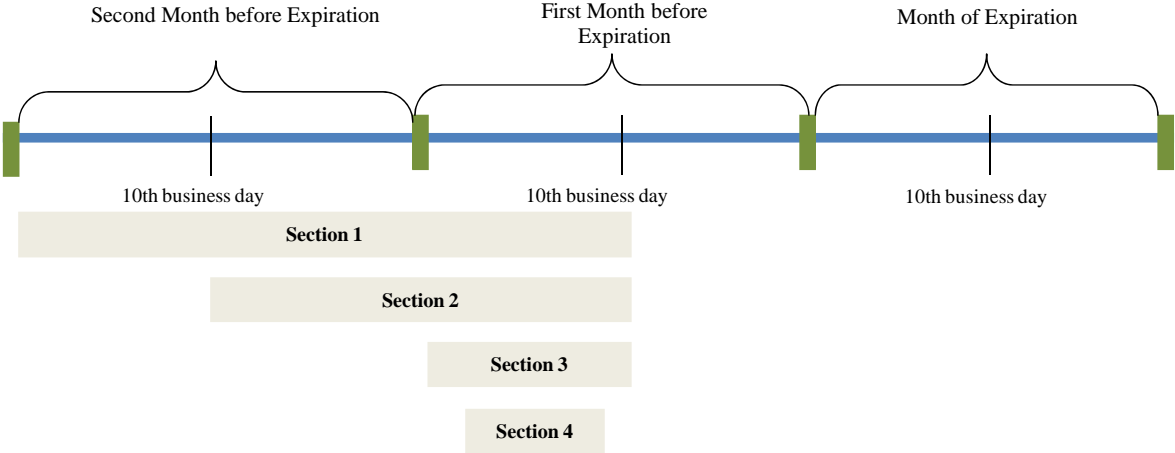 Second Month before Expiration
First Month before
Expiration
Month of Expiration
10th business day
10th business day
10th business day
Section 1
Section 2
Section 3
Section 4